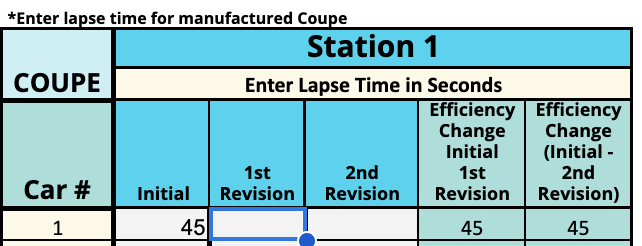 *Enter lapse time for manufactured Coupe
COUPE
Station 1
Enter Lapse Time in Seconds
Car #
Initial
1st
Revision
2nd
Revision
Efficiency
Change
Initial
1st
Revision
Efficiency
Change
(Initial -
2nd
Revision)
1
45
45
45